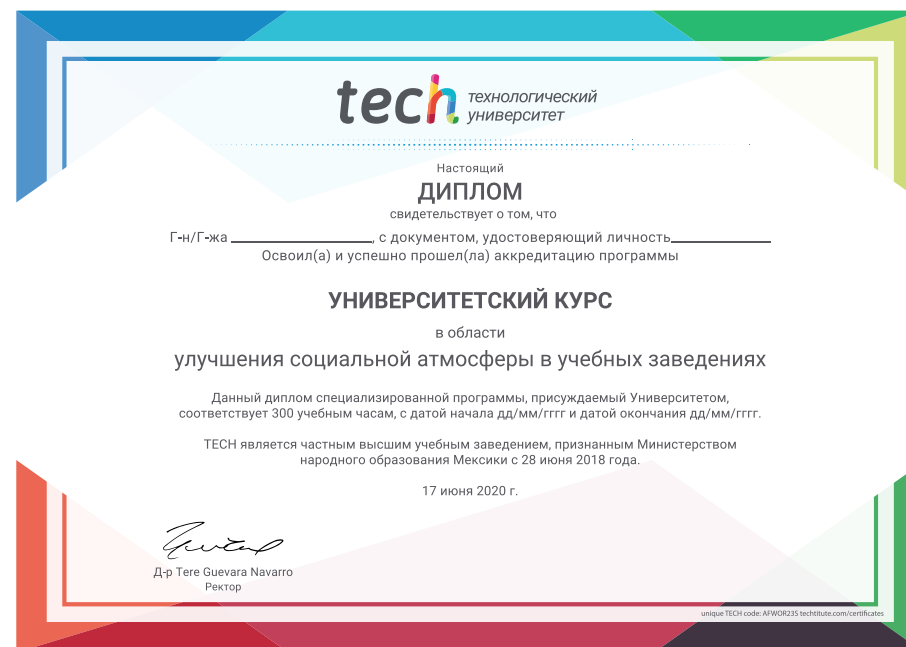 tech технологический
университет
Настоящий
ДИПЛОМ
свидетельствует о том, что
Г-н/Г-жа ____________________, с документом, удостоверяющий личность______________
Освоил(а) и успешно прошел(ла) аккредитацию программы
УНИВЕРСИТЕТСКИЙ КУРС
в области
улучшения социальной атмосферы в учебных заведениях
Данный диплом специализированной программы, присуждаемый Университетом,
соответствует 300 учебным часам, с датой начала дд/мм/гггг и датой окончания дд/мм/гггг.
TECH является частным высшим учебным заведением, признанным Министерством
народного образования Мексики с 28 июня 2018 года.
17 июня 2020 г.
Д-р Tere Guevara Navarro
Ректор
unique TECH code: AFWOR23S techtitute.com/certificates